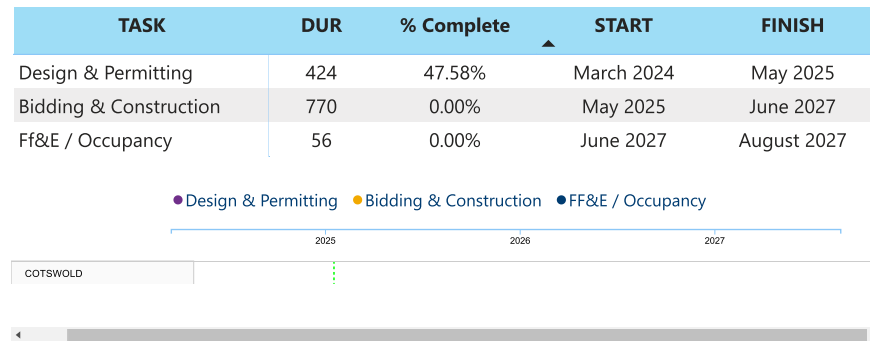 TASK DUR % Complete START FINISH
Design & Permitting 424 47.58% March 2024 May 2025
Bidding & Construction 770 0.00% May 2025 June 2027
Ff&E / Occupancy 56 0.00% June 2027 August 2027
Design & Permitting Bidding & Construction FF&E / Occupancy
2025 2026 2027
COTSWOLD